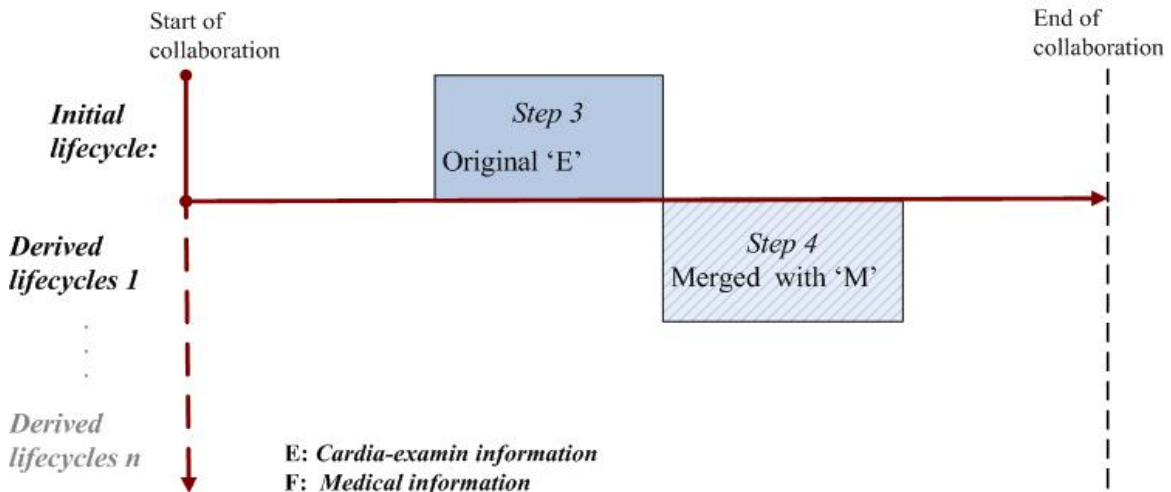 Start of
collaboration
End of
collaboration
Initial
lifecycle:
Step 3
Original ‘E’
Derived
lifecycles 1
Step 4
Merged with ‘M’
Derived
lifecycles n
E: Cardia-examin information
F: Medical information